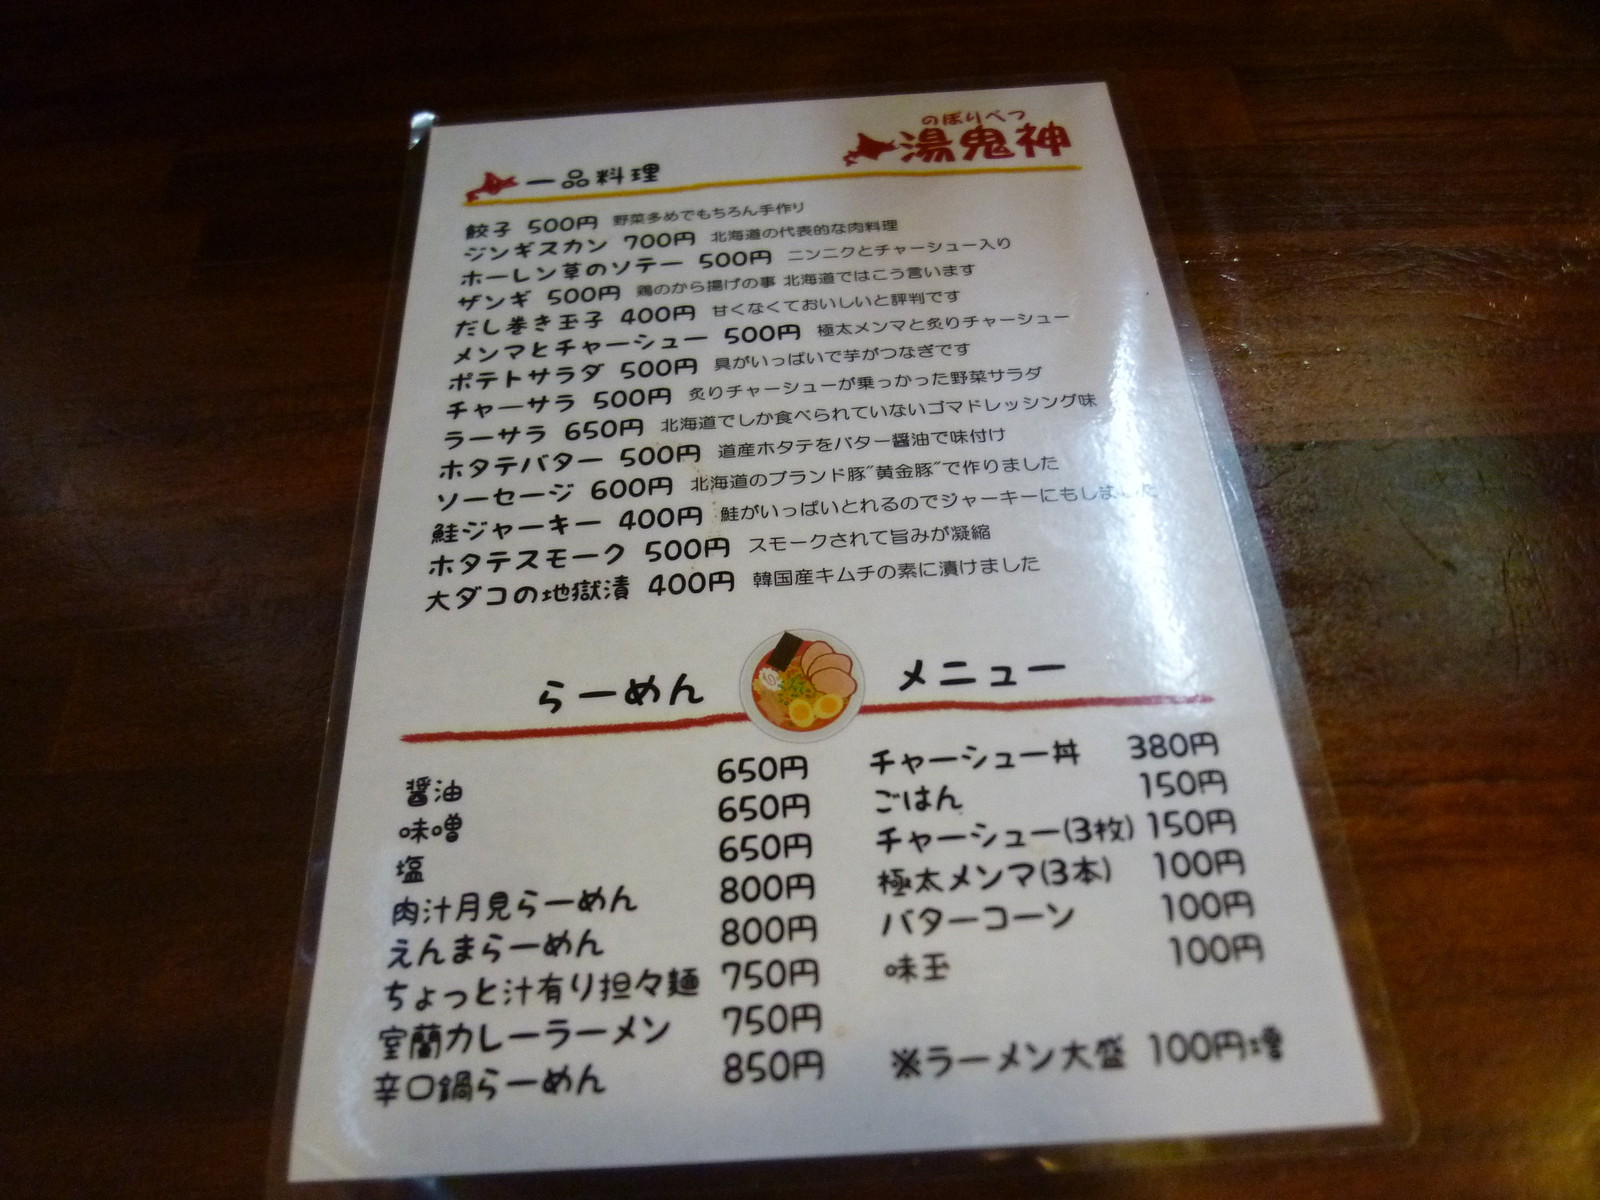 のぼりべつ
湯鬼神
一品料理
餃子 500円 野菜多めでもちろん手作り
ジンギスカン 700円 北海道の代表的な肉料理
ホーレン草のソテー 500円 ニンニクとチャーシュー入り
ザンギ 500円 鶏のから揚げの事 北海道ではこう言います
だし巻き玉子 400円 甘くなくておいしいと評判です
メンマとチャーシュー 500円 極太メンマと炙りチャーシュー
ポテトサラダ 500円 具がいっぱいで芋がつなぎです
チャーサラ 500円 炙りチャーシューが乗っかった野菜サラダ
ラーサラ 650円 北海道でしか食べられていないゴマドレッシング味
ホタテバター 500円 道産ホタテをバター醤油で味付け
ソーセージ 600円 北海道のブランド豚"黄金豚"で作りました
鮭ジャーキー 400円 鮭がいっぱいとれるのでジャーキーにもしました
ホタテスモーク 500円 スモークされて旨みが凝縮
大ダコの地獄漬 400円 韓国産キムチの素に漬けました
らーめん メニュー
醤油 650円
味噌 650円
塩 650円
肉汁月見らーめん 800円
えんまらーめん 800円
ちょっと汁有り担々麺 750円
室蘭カレーラーメン 750円
辛口鍋らーめん 850円
チャーシュー丼 380円
ごはん 150円
チャーシュー(3枚) 150円
極太メンマ(3本) 100円
バターコーン 100円
味玉 100円
※ラーメン大盛 100円増